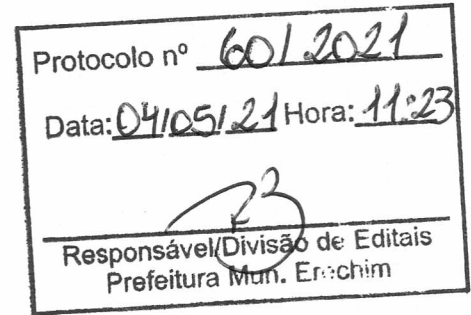 Protocolo nº 60/2021
Data: 04/05/21 Hora: 11:23
Responsável/Divisão de Editais
Prefeitura Mun. Erechim